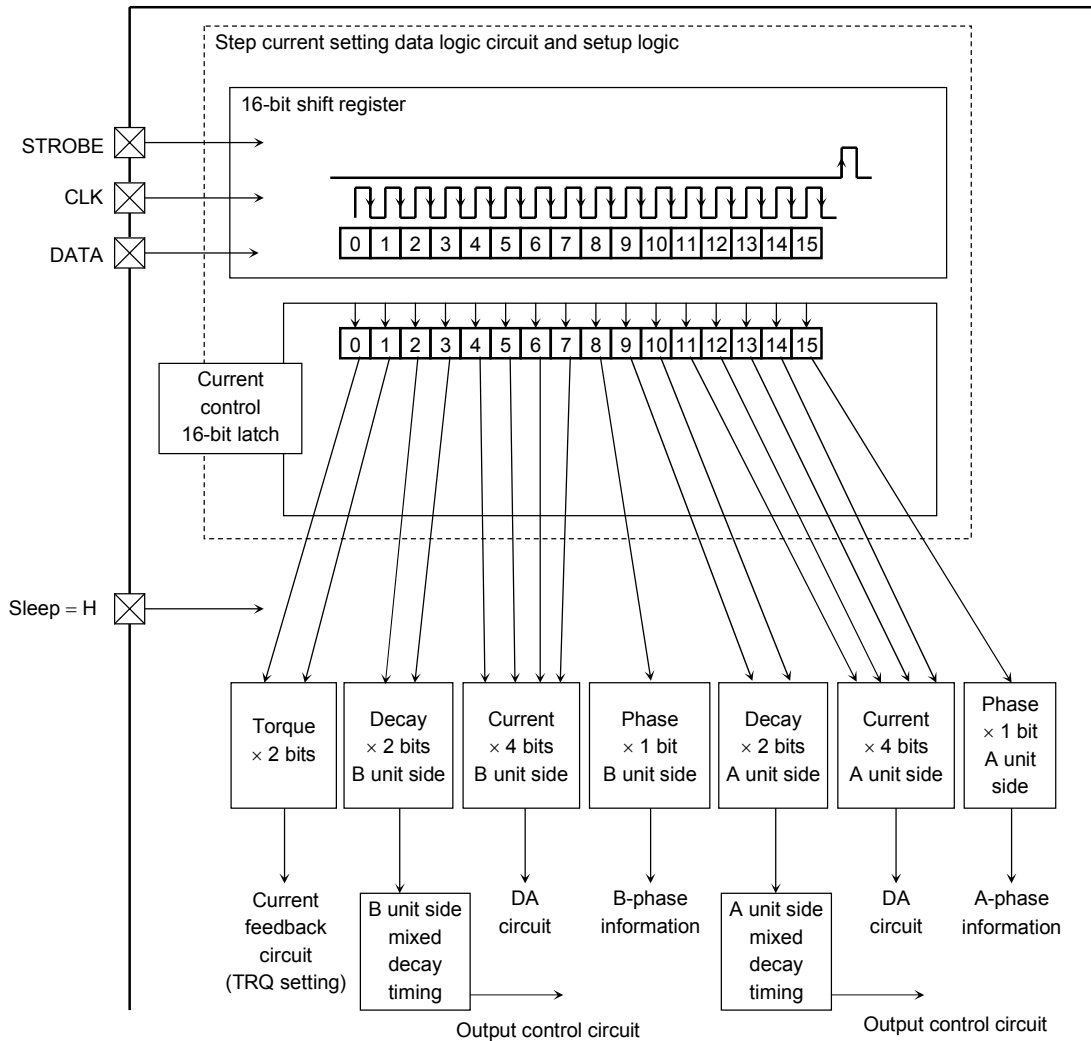 Step current setting data logic circuit and setup logic
16-bit shift register
STROBE
CLK
DATA
0 1 2 3 4 5 6 7 8 9 10 11 12 13 14 15
0 1 2 3 4 5 6 7 8 9 10 11 12 13 14 15
Current
control
16-bit latch
Sleep = H
Torque
× 2 bits
Decay
× 2 bits
B unit side
Current
× 4 bits
B unit side
Phase
× 1 bit
B unit side
Decay
× 2 bits
A unit side
Current
× 4 bits
A unit side
Phase
× 1 bit
A unit
side
Current
feedback
circuit
(TRQ setting)
B unit side
mixed
decay
timing
DA
circuit
B-phase
information
A unit side
mixed
decay
timing
DA
circuit
A-phase
information
Output control circuit
Output control circuit